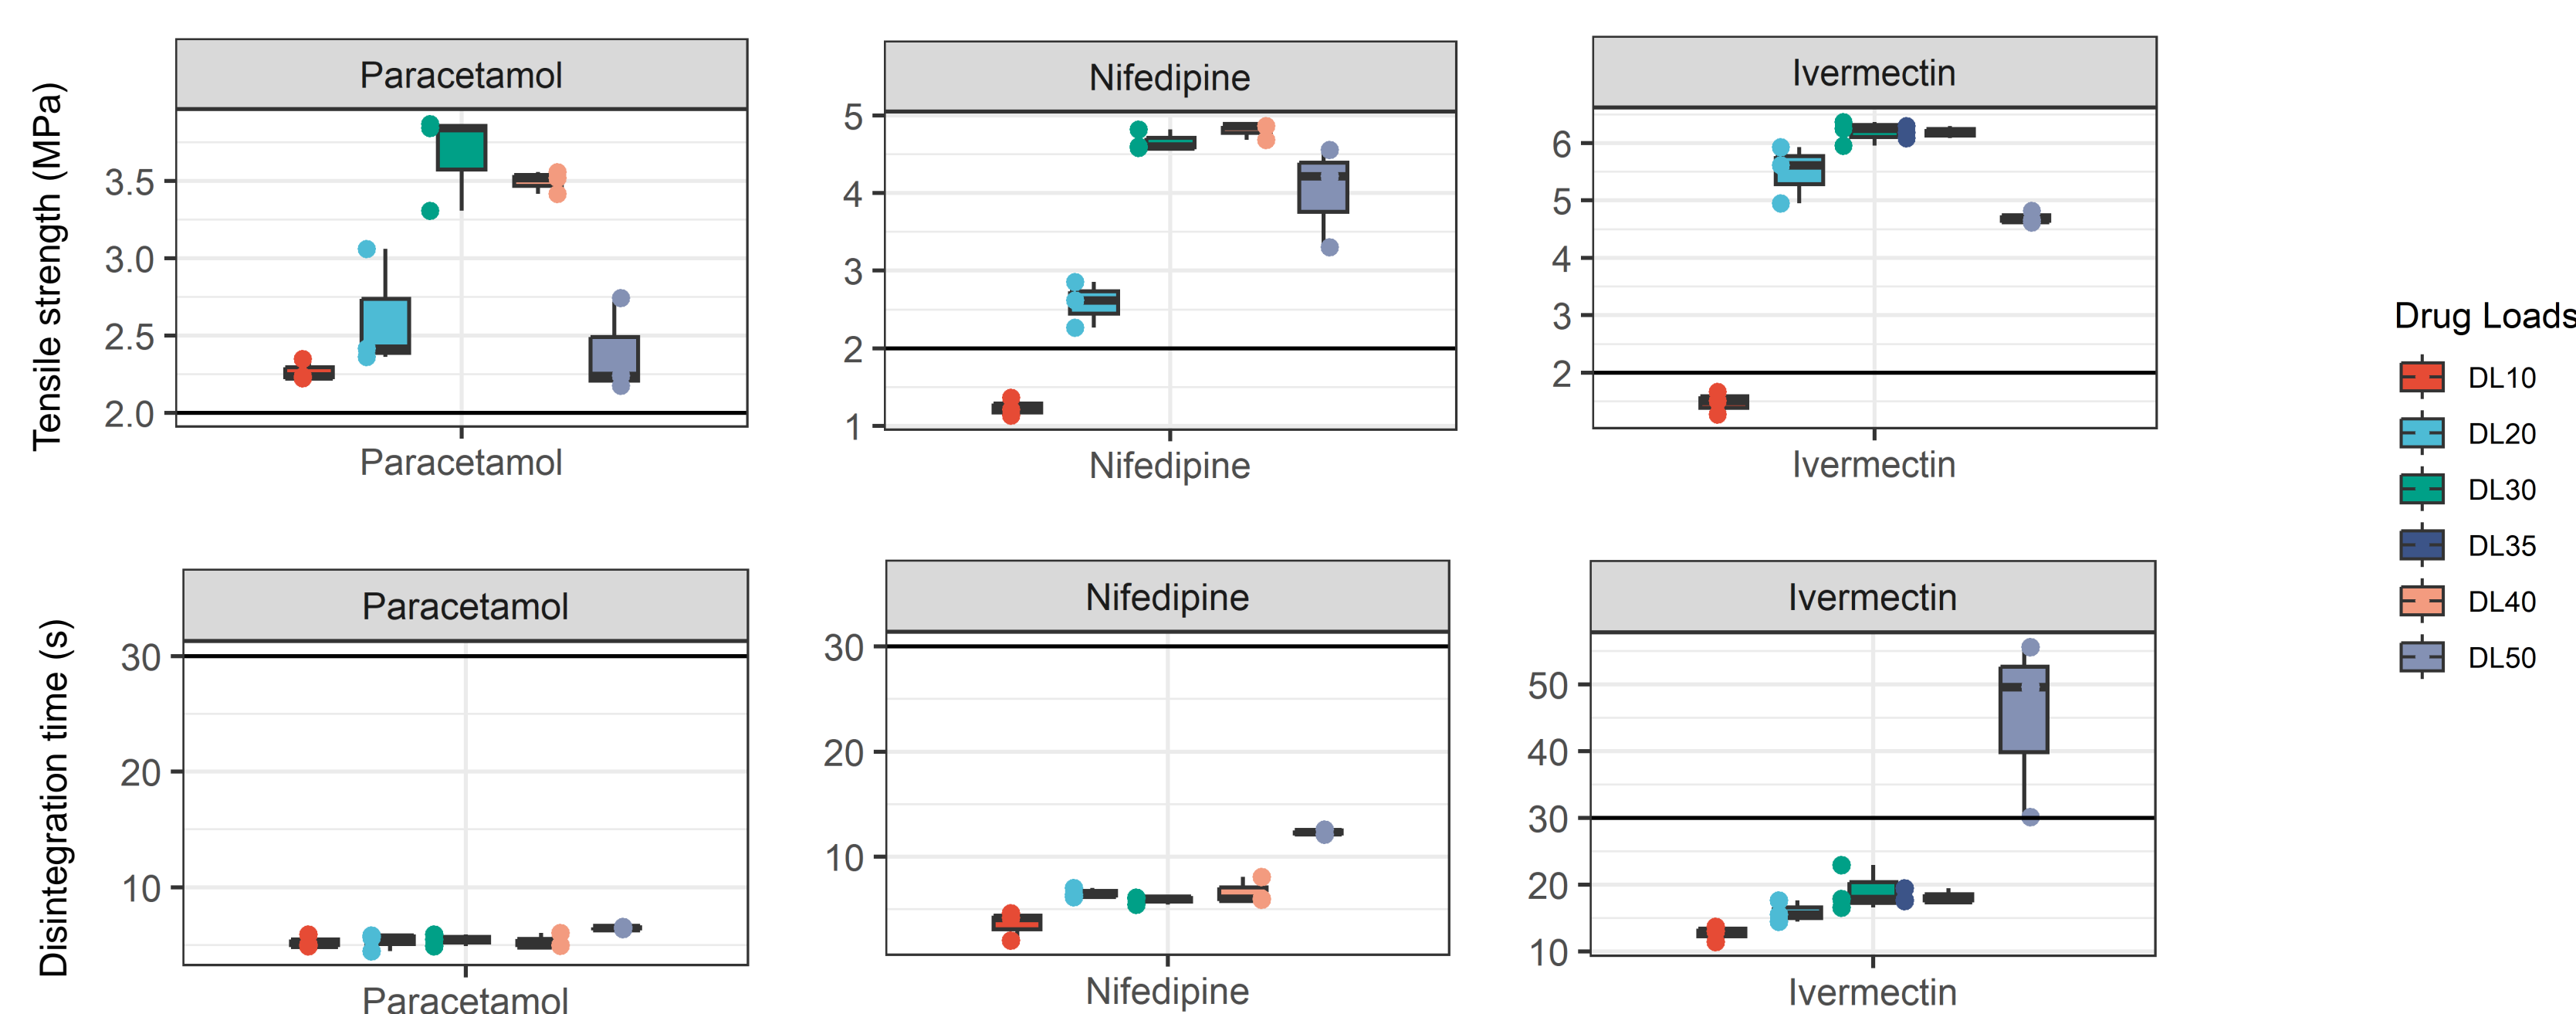 Paracetamol
Nifedipine
Ivermectin
Tensile strength (MPa)
3.5
3.0
2.5
2.0
5
4
3
2
1
6
5
4
3
2
Paracetamol
Nifedipine
Ivermectin
Paracetamol
Nifedipine
Ivermectin
Disintegration time (s)
30
20
10
30
20
10
50
40
30
20
10
Paracetamol
Nifedipine
Ivermectin
Drug Loads
DL10
DL20
DL30
DL35
DL40
DL50